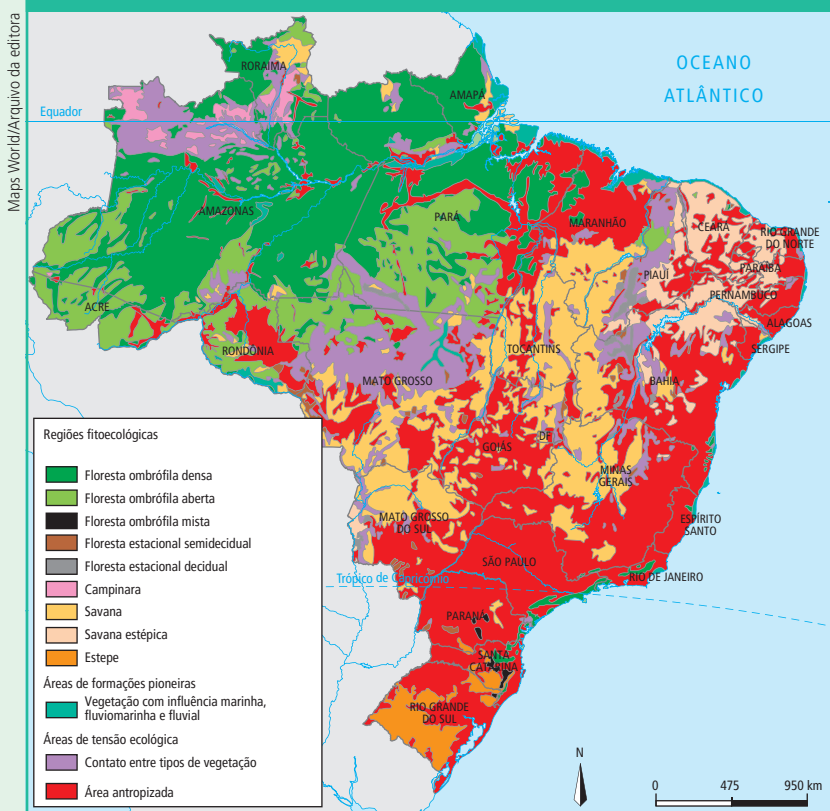 Maps World/Arquivo da editora
OCEANO
ATLÂNTICO
Equador
RORAIMA
AMAPÁ
AMAZONAS
PARÁ
MARANHÃO
CEARÁ
RIO GRANDE
DO NORTE
PARAÍBA
PIAUÍ
PERNAMBUCO
ALAGOAS
SERGIPE
ACRE
RONDÔNIA
TOCANTINS
MATO GROSSO
BAHIA
GOIÁS
DF
MINAS
GERAIS
MATO GROSSO
DO SUL
ESPÍRITO
SANTO
SÃO PAULO
RIO DE JANEIRO
Trópico de Capricórnio
PARANÁ
SANTA
CATARINA
RIO GRANDE
DO SUL
Regiões fitoecológicas
Floresta ombrófila densa
Floresta ombrófila aberta
Floresta ombrófila mista
Floresta estacional semidecidual
Floresta estacional decidual
Campinara
Savana
Savana estépica
Estepe
Áreas de formações pioneiras
Vegetação com influência marinha,
fluviomarinha e fluvial
Áreas de tensão ecológica
Contato entre tipos de vegetação
Área antropizada
N
0 475 950 km